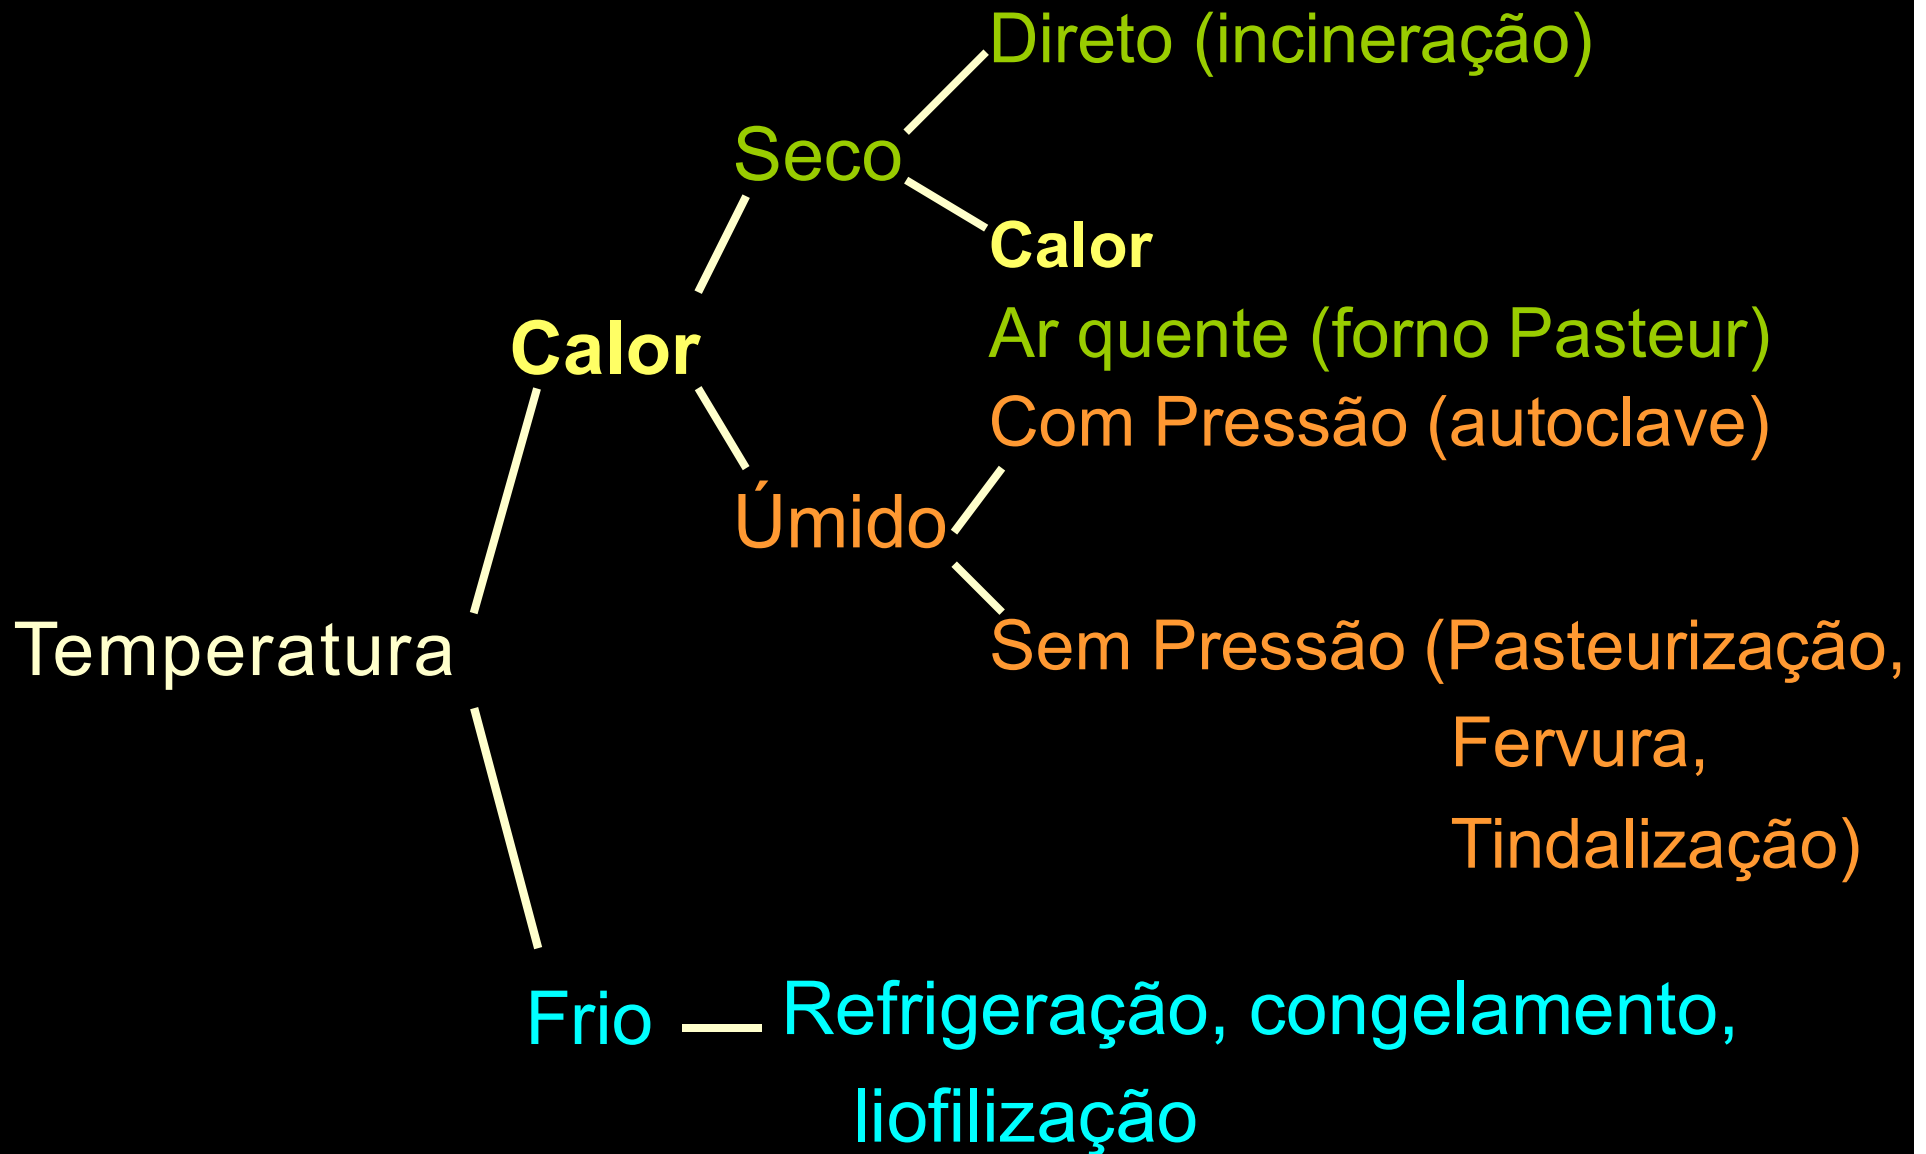 Direto (incineração)
Seco
Calor
Calor
Ar quente (forno Pasteur)
Com Pressão (autoclave)
Úmido
Temperatura
Sem Pressão (Pasteurização,
Fervura,
Tindalização)
Frio
Refrigeração, congelamento,
liofilização